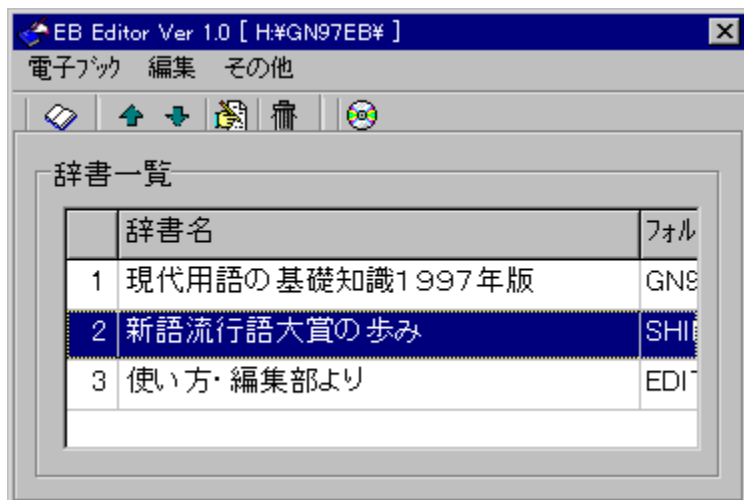 EB Editor Ver 1.0 [ H:¥GN97EB¥ ]
電子ﾌﾞｯｸ 編集 その他
辞書一覧
辞書名 ﾌｫﾙ
1 現代用語の基礎知識1997年版 GN9
2 新語流行語大賞の歩み SHI
3 使い方・編集部より EDI